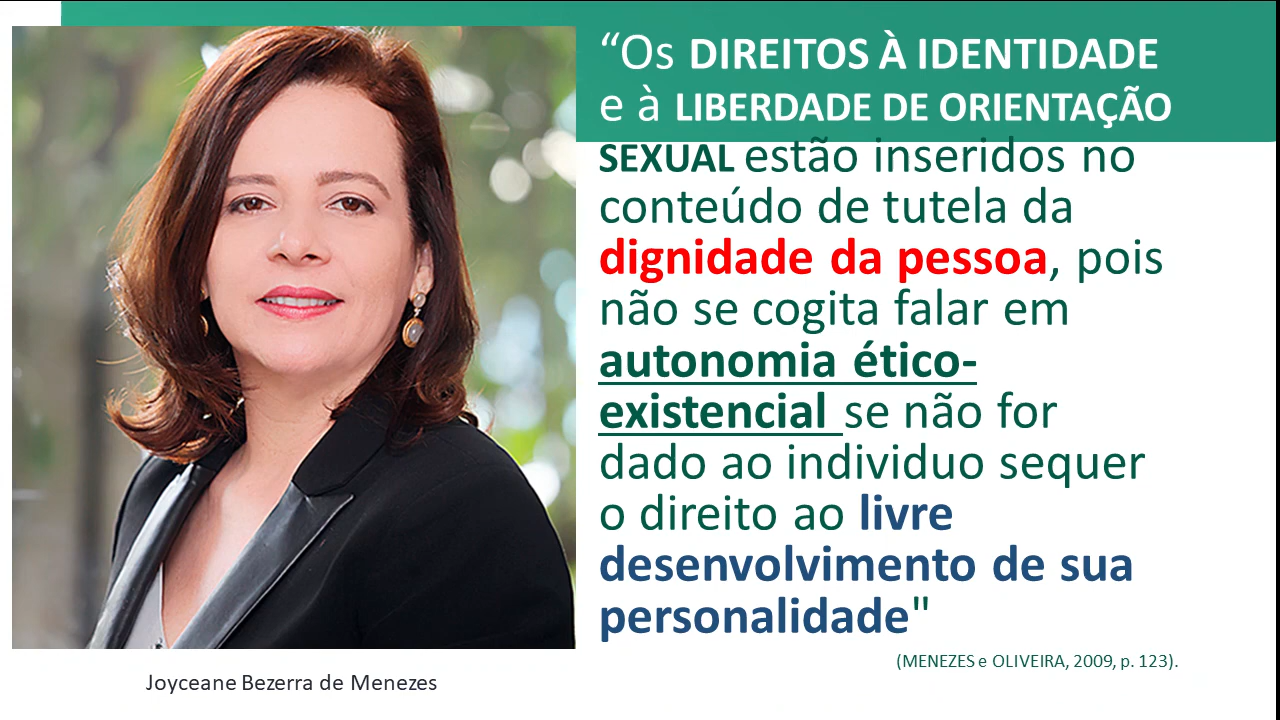 “Os DIREITOS À IDENTIDADE
e à LIBERDADE DE ORIENTAÇÃO
SEXUAL estão inseridos no
conteúdo de tutela da
dignidade da pessoa, pois
não se cogita falar em
autonomia ético-
existencial se não for
dado ao individuo sequer
o direito ao livre
desenvolvimento de sua
personalidade"
(MENEZES e OLIVEIRA, 2009, p. 123).
Joyceane Bezerra de Menezes